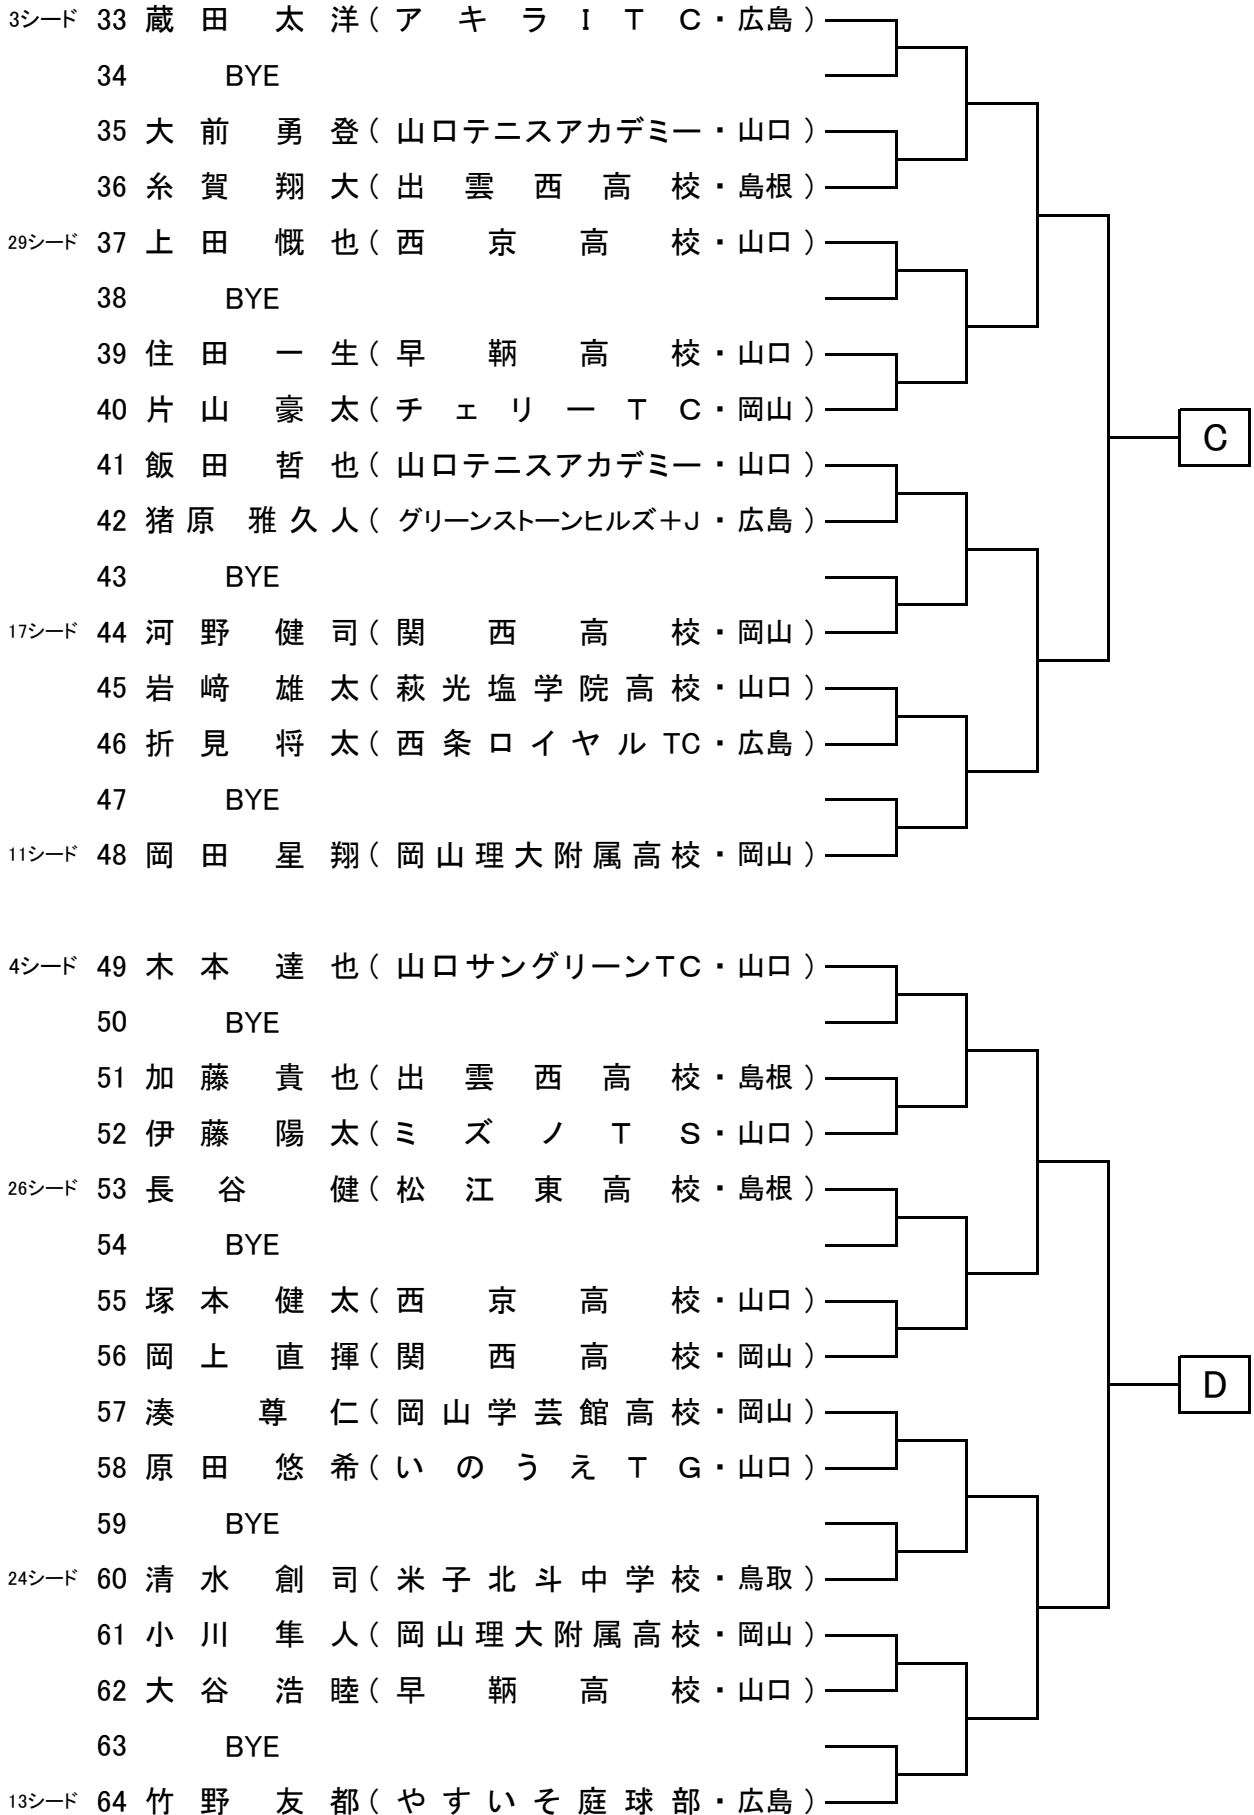 3シード 33 蔵田 太洋 ( アキラITC ・ 広島 )
34 BYE
35 大前 勇登 ( 山口テニスアカデミー ・ 山口 )
36 糸賀 翔大 ( 出雲西高校 ・ 島根 )
29シード 37 上田 慨也 ( 西京高校 ・ 山口 )
38 BYE
39 住田 一生 ( 早鞆高校 ・ 山口 )
40 片山 豪太 ( チェリーTC ・ 岡山 )
C
41 飯田 哲也 ( 山口テニスアカデミー ・ 山口 )
42 猪原 雅久人 ( グリーンストーンヒルズ+J ・ 広島 )
43 BYE
17シード 44 河野 健司 ( 関西高校 ・ 岡山 )
45 岩﨑 雄太 ( 萩光塩学院高校 ・ 山口 )
46 折見 将太 ( 西条ロイヤルTC ・ 広島 )
47 BYE
11シード 48 岡田 星翔 ( 岡山理大附属高校 ・ 岡山 )
4シード 49 木本 達也 ( 山口サングリーンTC ・ 山口 )
50 BYE
51 加藤 貴也 ( 出雲西高校 ・ 島根 )
52 伊藤 陽太 ( ミズノTS ・ 山口 )
26シード 53 長谷 健 ( 松江東高校 ・ 島根 )
54 BYE
55 塚本 健太 ( 西京高校 ・ 山口 )
56 岡上 直揮 ( 関西高校 ・ 岡山 )
D
57 湊 尊仁 ( 岡山学芸館高校 ・ 岡山 )
58 原田 悠希 ( いのうえTG ・ 山口 )
59 BYE
24シード 60 清水 創司 ( 米子北斗中学校 ・ 鳥取 )
61 小川 隼人 ( 岡山理大附属高校 ・ 岡山 )
62 大谷 浩睦 ( 早鞆高校 ・ 山口 )
63 BYE
13シード 64 竹野 友都 ( やすいそ庭球部 ・ 広島 )